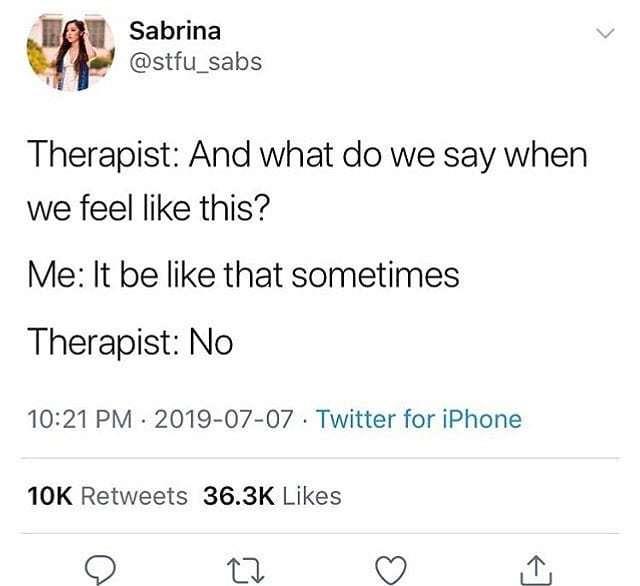 Sabrina
@stfu_sabs
Therapist: And what do we say when
we feel like this?
Me: It be like that sometimes
Therapist: No
10:21 PM · 2019-07-07 · Twitter for iPhone
10K Retweets 36.3K Likes